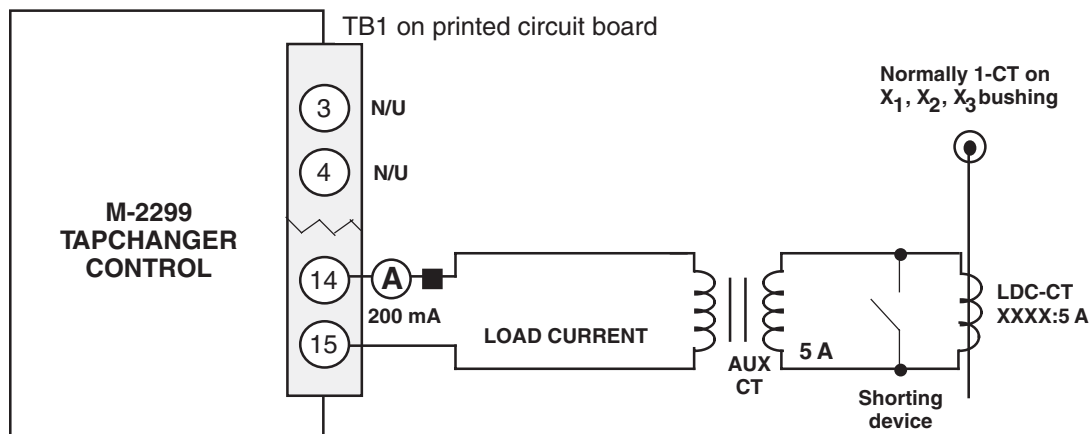 TB1 on printed circuit board
3 N/U
4 N/U
M-2299
TAPCHANGER
CONTROL
14 A
200 mA
15
LOAD CURRENT
AUX
CT
5 A
Shorting
device
Normally 1-CT on
X1, X2, X3 bushing
LDC-CT
XXXX:5 A